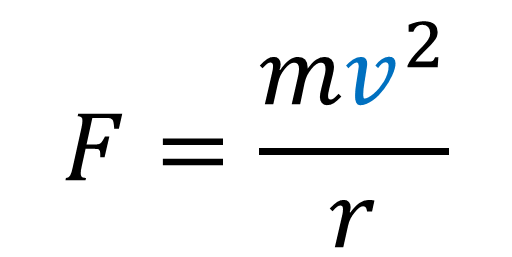 F = mv²/r